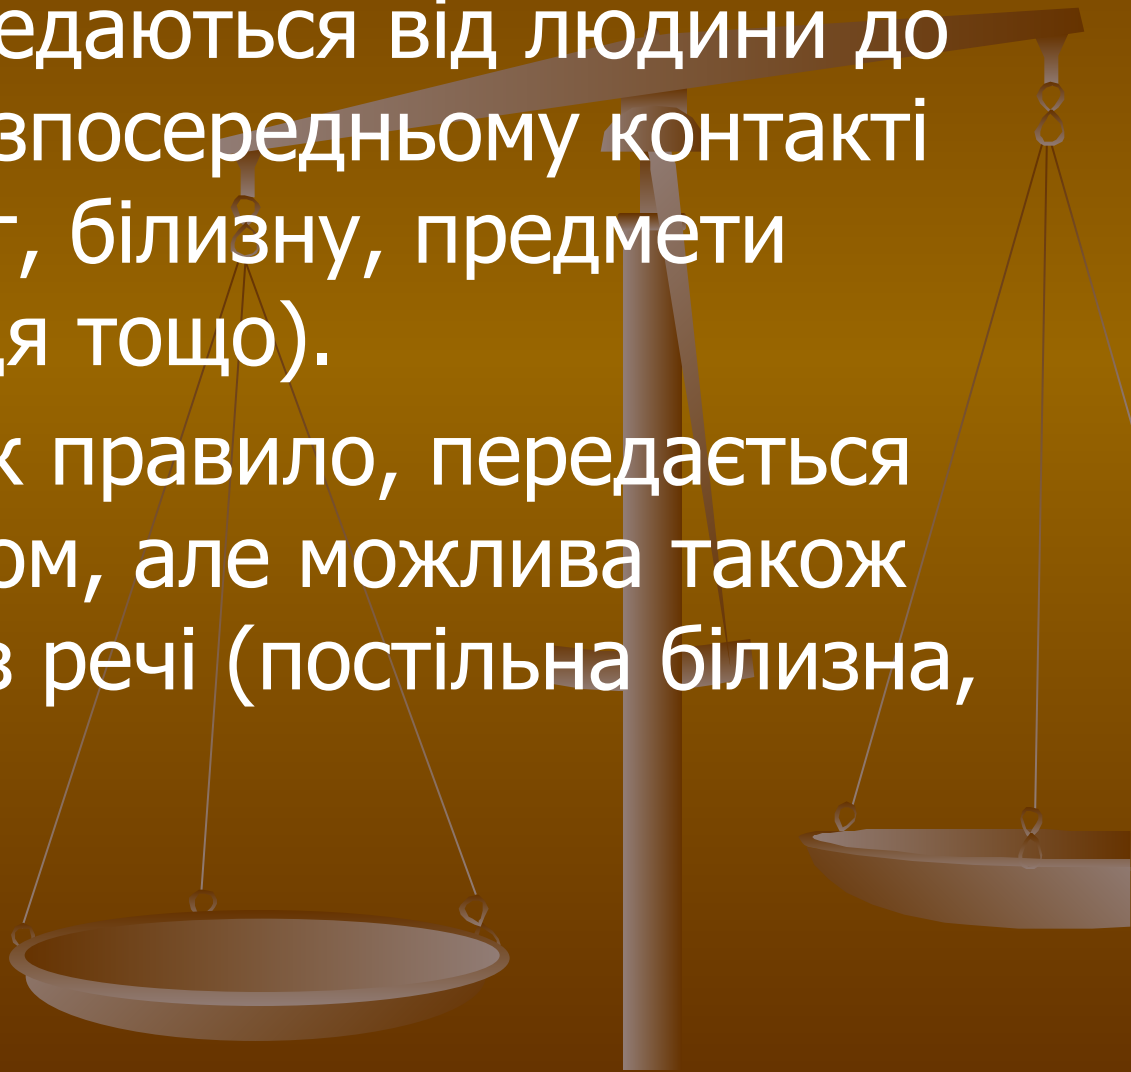 едаються від людини до
зпосередньому контакті
г, білизну, предмети
ця тощо).
к правило, передається
ом, але можлива також
з речі (постільна білизна,